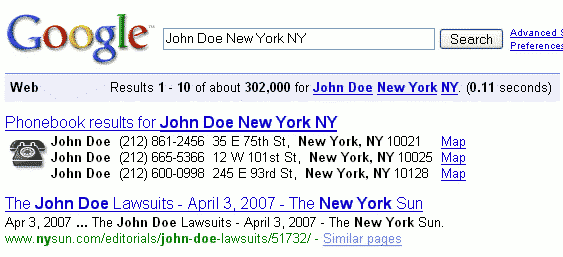 Google™ John Doe New York NY Search Advanced S
Preferences
Web Results 1 - 10 of about 302,000 for John Doe New York NY. (0.11 seconds)
Phonebook results for John Doe New York NY
John Doe (212) 861-2456 35 E 75th St, New York, NY 10021 Map
John Doe (212) 665-5366 12 W 101st St, New York, NY 10025 Map
John Doe (212) 600-0998 245 E 93rd St, New York, NY 10128 Map
The John Doe Lawsuits - April 3, 2007 - The New York Sun
Apr 3, 2007 ... The John Doe Lawsuits - April 3, 2007 - The New York Sun.
www.nysun.com/editorials/john-doe-lawsuits/51732/ - Similar pages